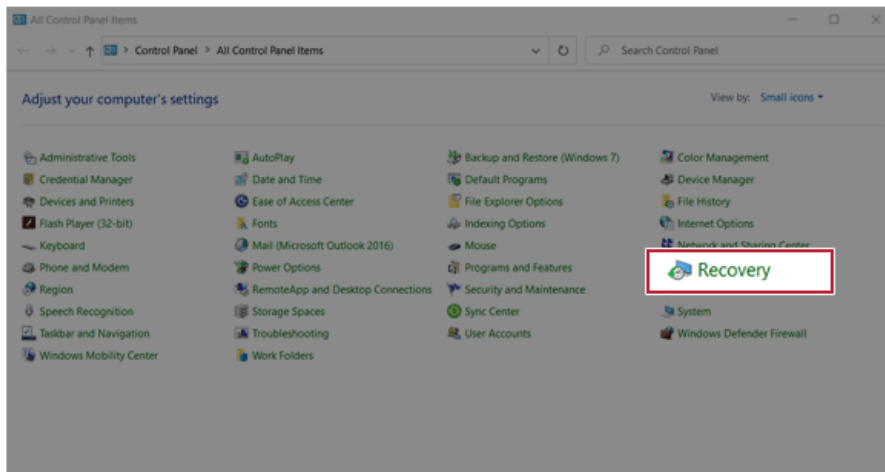 All Control Panel Items
Control Panel > All Control Panel Items
Search Control Panel
Adjust your computer's settings
View by: Small icons
Administrative Tools
AutoPlay
Backup and Restore (Windows 7)
Color Management
Credential Manager
Date and Time
Default Programs
Device Manager
Devices and Printers
Ease of Access Center
File Explorer Options
File History
Flash Player (32-bit)
Fonts
Indexing Options
Internet Options
Keyboard
Mail (Microsoft Outlook 2016)
Mouse
Network and Sharing Center
Phone and Modem
Power Options
Programs and Features
Recovery
Region
RemoteApp and Desktop Connections
Security and Maintenance
Speech Recognition
Storage Spaces
Sync Center
System
Taskbar and Navigation
Troubleshooting
User Accounts
Windows Defender Firewall
Windows Mobility Center
Work Folders